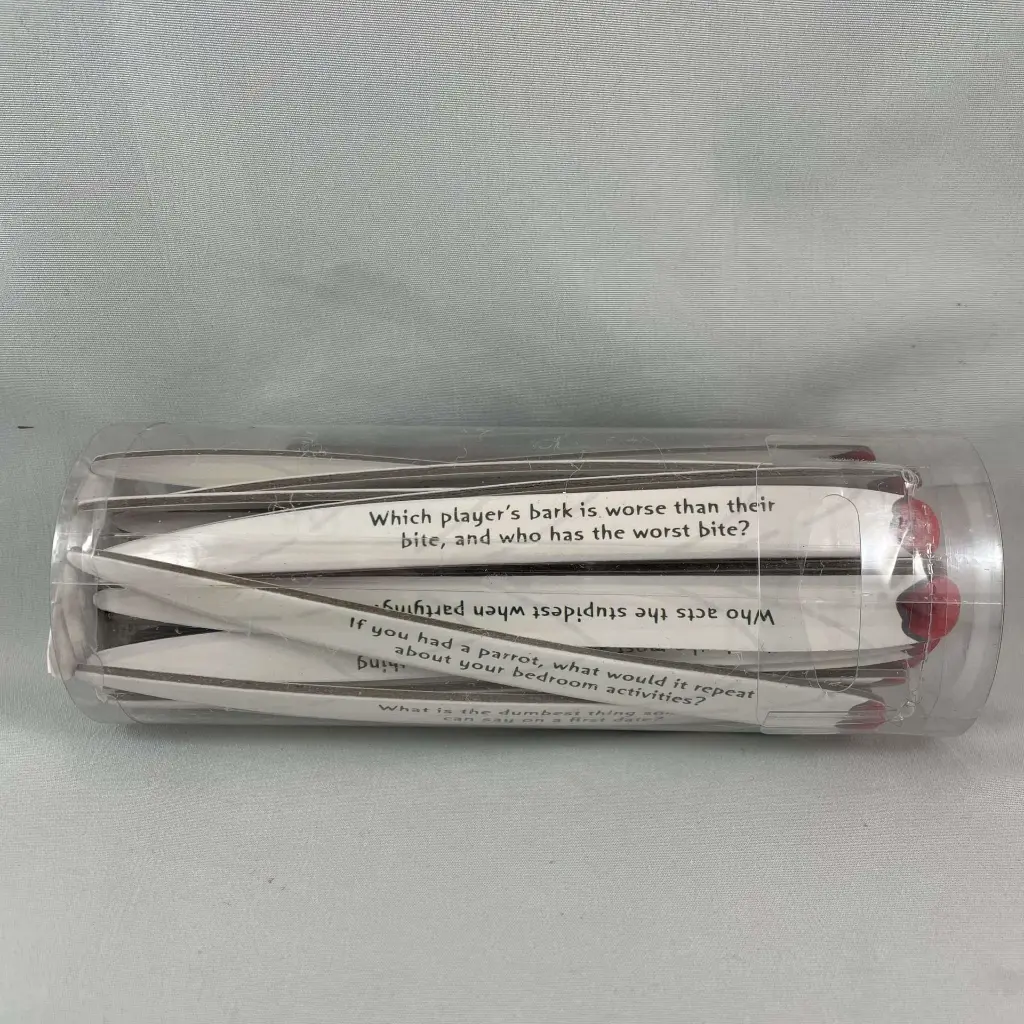 Which player's bark is worse than their
bite, and who has the worst bite?
Who acts the stupidest when partying?
If you had a parrot, what would it repeat
about your bedroom activities?
What is the dumbest thing
can say on a first date?